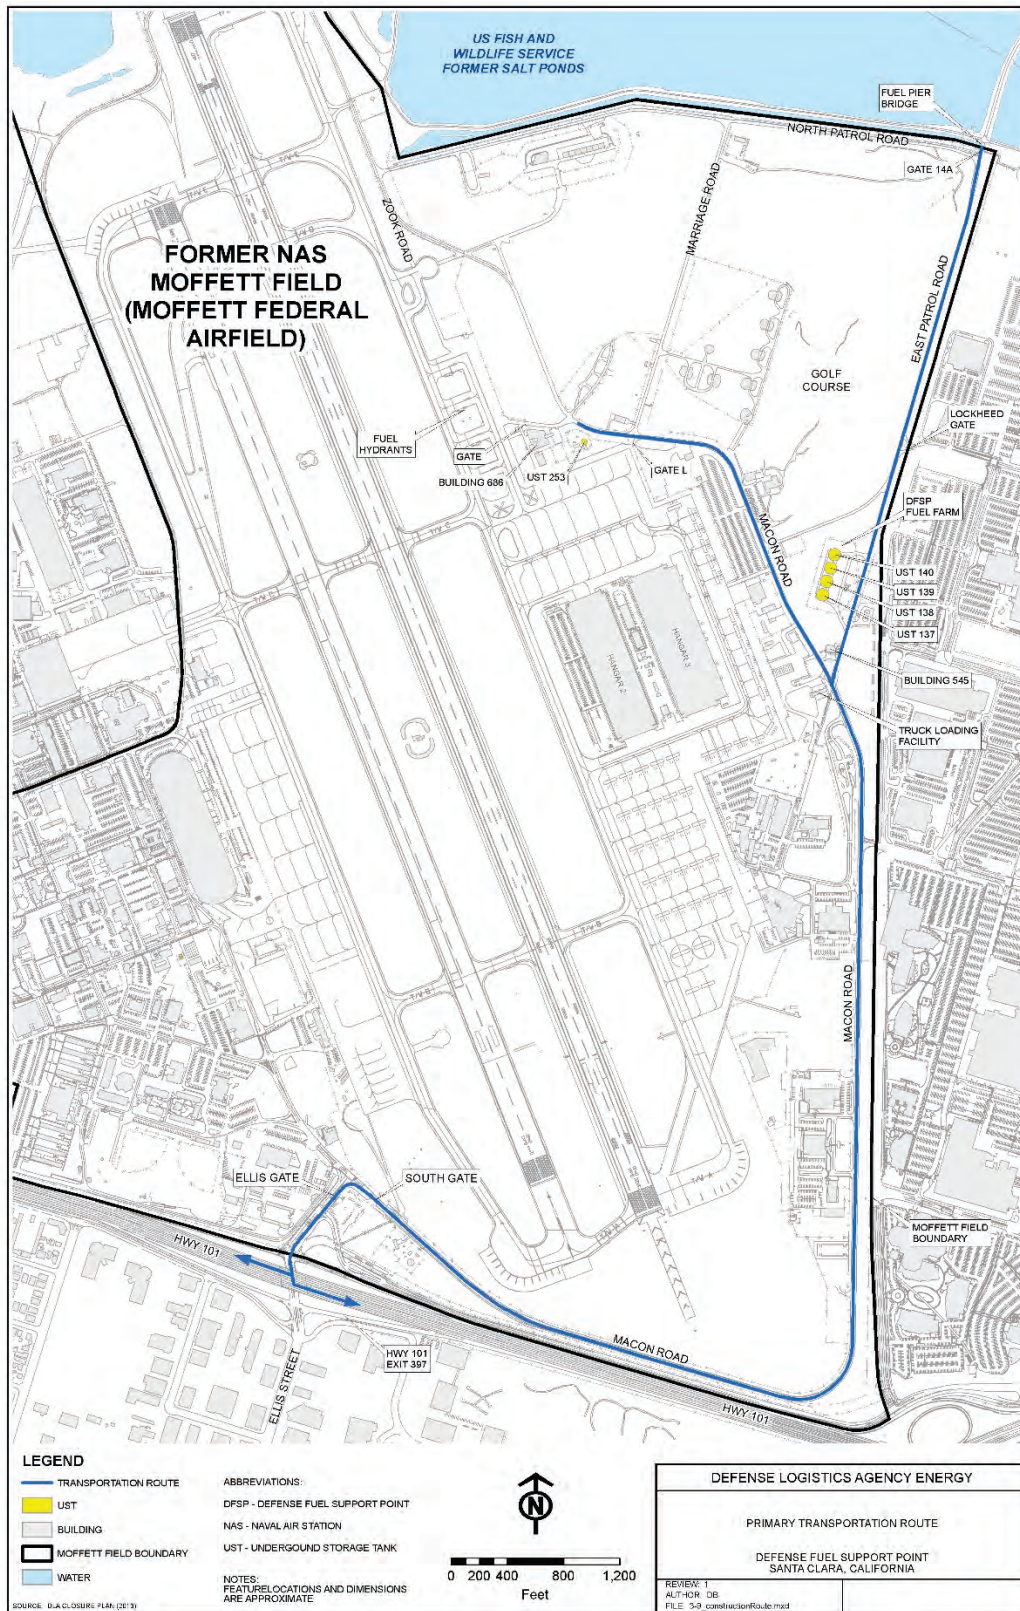 US FISH AND
WILDLIFE SERVICE
FORMER SALT PONDS
FUEL PIER
BRIDGE
NORTH PATROL ROAD
GATE 14A
ZOOK ROAD
MARRIAGE ROAD
EAST PATROL ROAD
FORMER NAS
MOFFETT FIELD
(MOFFETT FEDERAL
AIRFIELD)
GOLF
COURSE
LOCKHEED
GATE
FUEL
HYDRANTS
GATE
BUILDING 686
UST 253
GATE L
DFSP
FUEL FARM
MACON ROAD
UST 140
UST 139
UST 138
UST 137
HANGAR 3
HANGAR 2
BUILDING 545
TRUCK LOADING
FACILITY
MACON ROAD
ELLIS GATE
SOUTH GATE
MOFFETT FIELD
BOUNDARY
HWY 101
MACON ROAD
HWY 101
EXIT 397
ELLIS STREET
HWY 101
LEGEND
TRANSPORTATION ROUTE
UST
BUILDING
MOFFETT FIELD BOUNDARY
WATER
ABBREVIATIONS:
DFSP - DEFENSE FUEL SUPPORT POINT
NAS - NAVAL AIR STATION
UST - UNDERGOUND STORAGE TANK
NOTES:
FEATURELOCATIONS AND DIMENSIONS
ARE APPROXIMATE
SOURCE: DLA CLOSURE PLAN (2013)
N
0 200 400 800 1,200
Feet
DEFENSE LOGISTICS AGENCY ENERGY
PRIMARY TRANSPORTATION ROUTE
DEFENSE FUEL SUPPORT POINT
SANTA CLARA, CALIFORNIA
REVIEW: 1
AUTHOR: DB
FILE: 3-9_constructionRoute.mxd